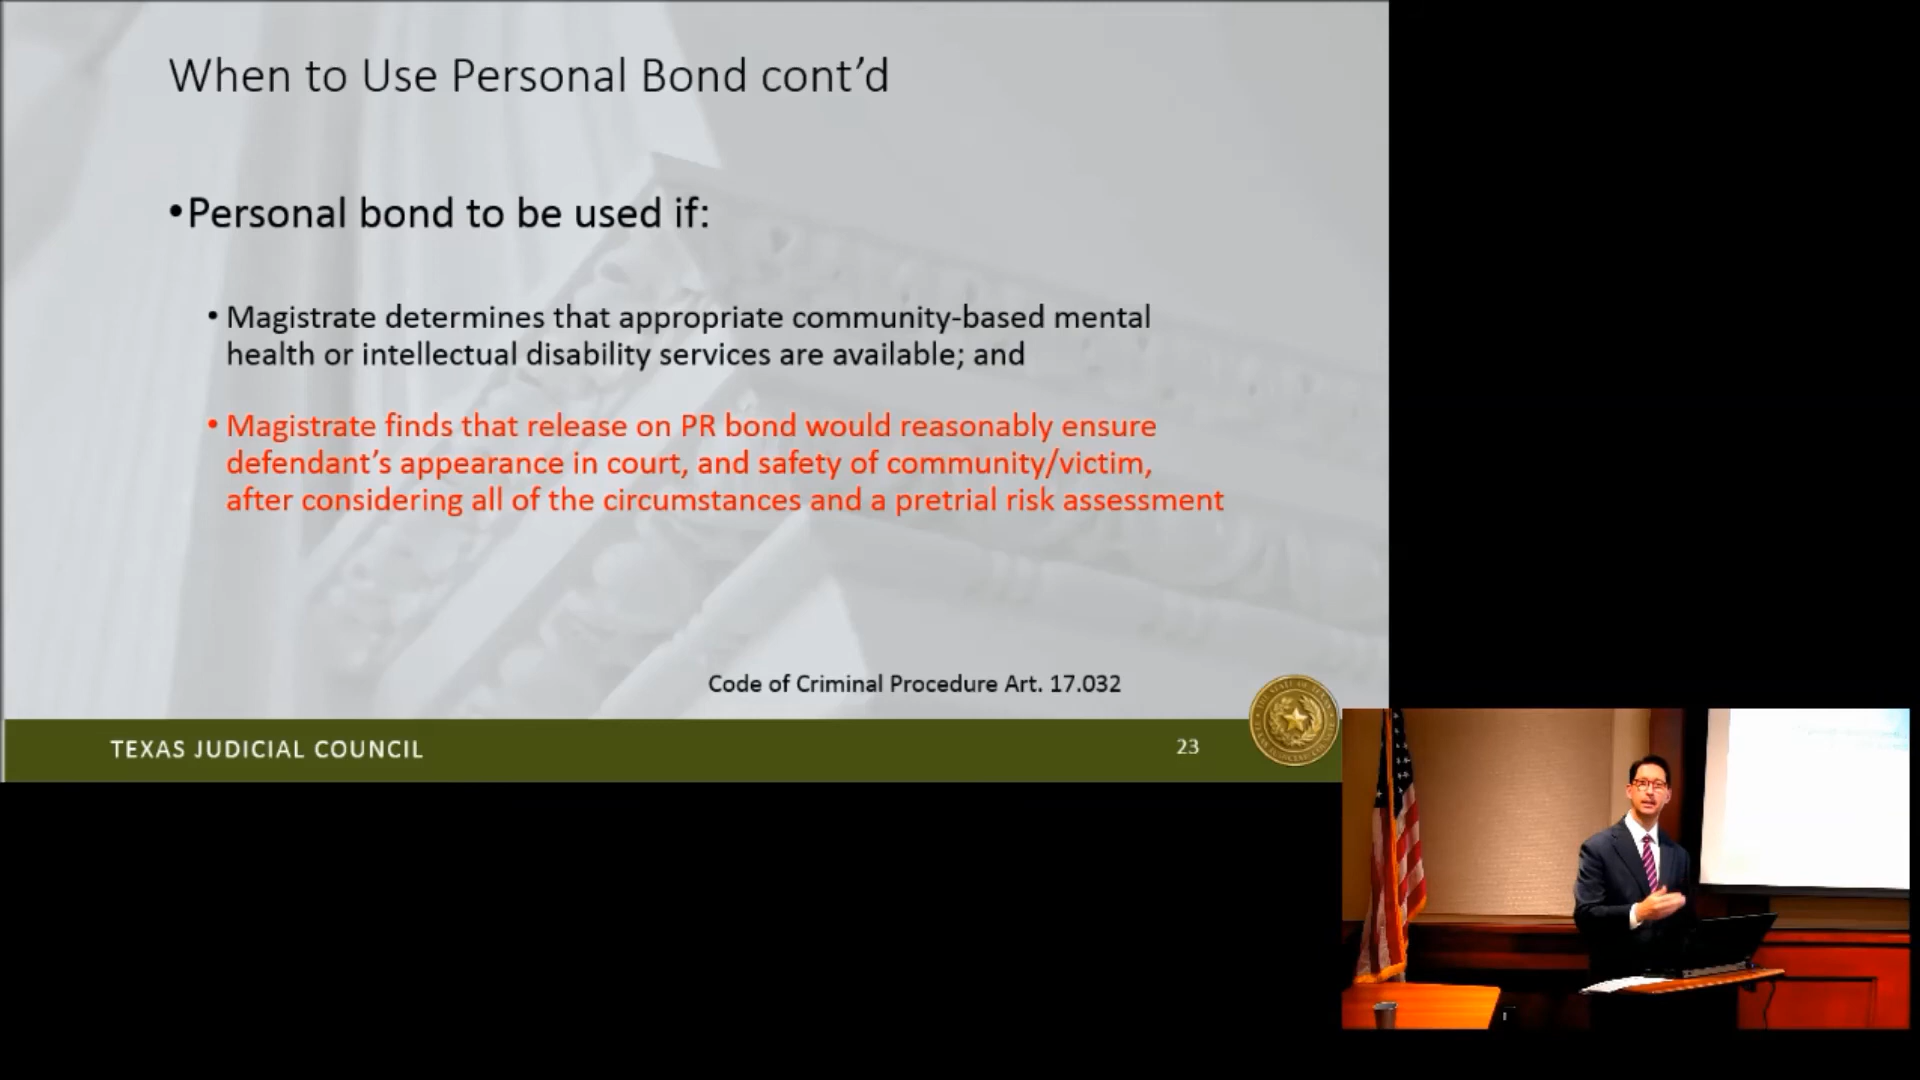 When to Use Personal Bond cont’d
•Personal bond to be used if:
• Magistrate determines that appropriate community-based mental
health or intellectual disability services are available; and
• Magistrate finds that release on PR bond would reasonably ensure
defendant’s appearance in court, and safety of community/victim,
after considering all of the circumstances and a pretrial risk assessment
Code of Criminal Procedure Art. 17.032
TEXAS JUDICIAL COUNCIL
23